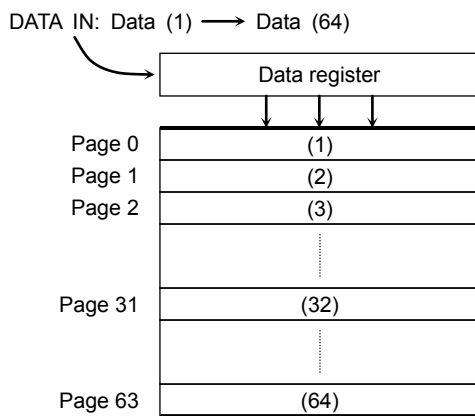 DATA IN: Data (1) ⟶ Data (64)
Data register
Page 0 (1)
Page 1 (2)
Page 2 (3)
Page 31 (32)
Page 63 (64)